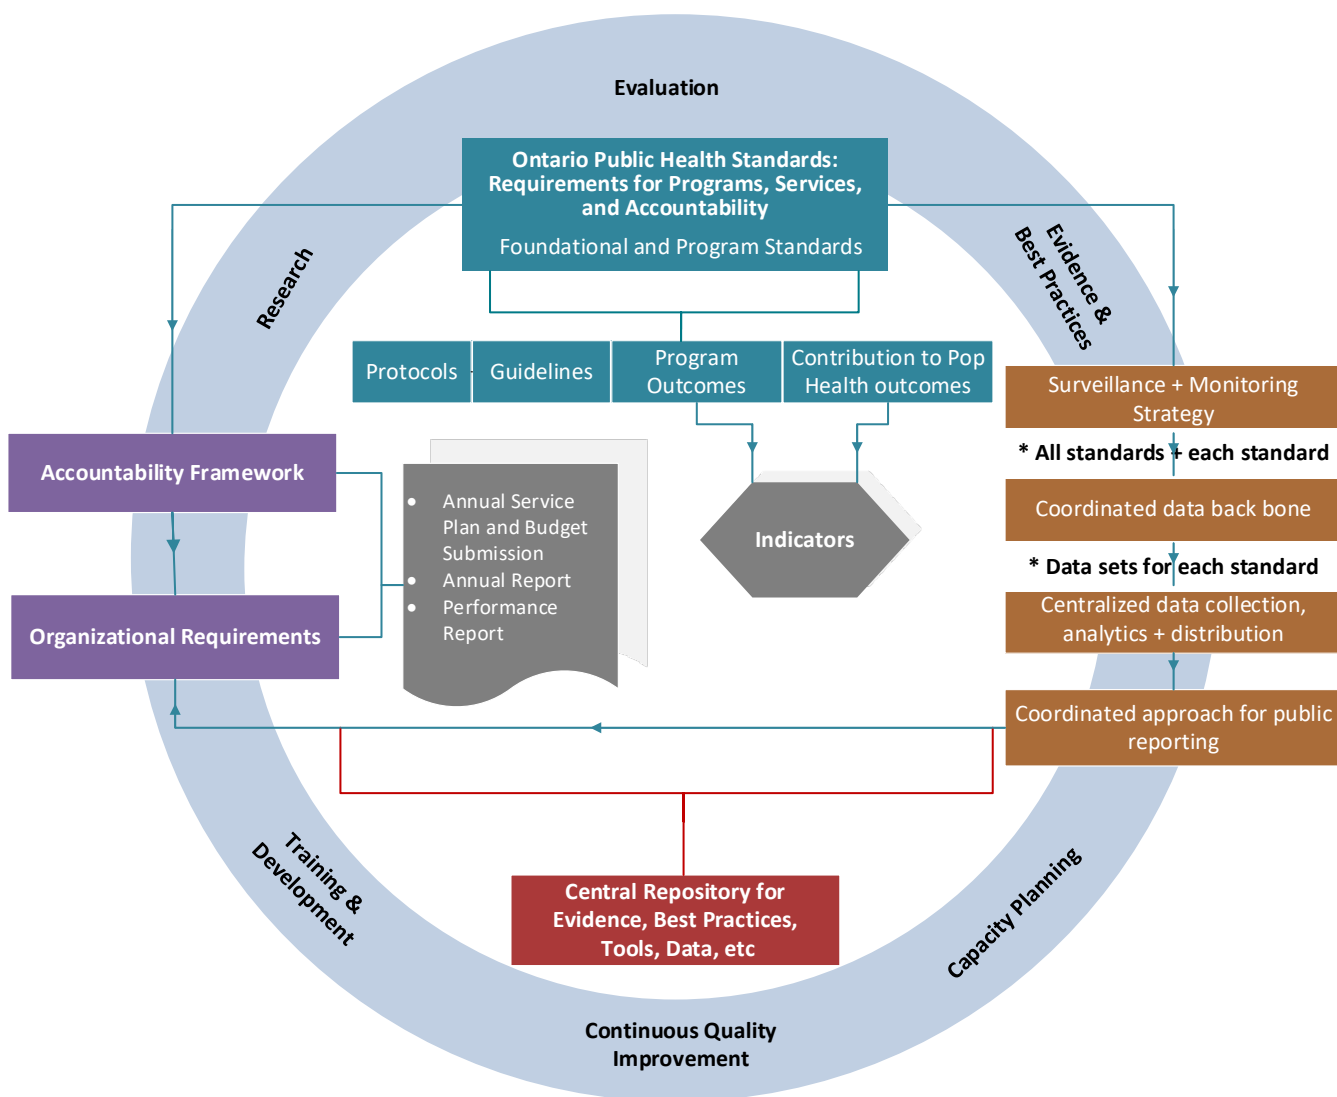 Evaluation
Ontario Public Health Standards:
Requirements for Programs, Services,
and Accountability
Foundational and Program Standards
Research
Evidence &
Best Practices
Protocols
Guidelines
Program
Outcomes
Contribution to Pop
Health outcomes
Surveillance + Monitoring
Strategy
* All standards + each standard
Accountability Framework
• Annual Service
Plan and Budget
Submission
• Annual Report
• Performance
Report
Indicators
Coordinated data back bone
* Data sets for each standard
Organizational Requirements
Centralized data collection,
analytics + distribution
Coordinated approach for public
reporting
Training &
Development
Central Repository for
Evidence, Best Practices,
Tools, Data, etc
Capacity Planning
Continuous Quality
Improvement